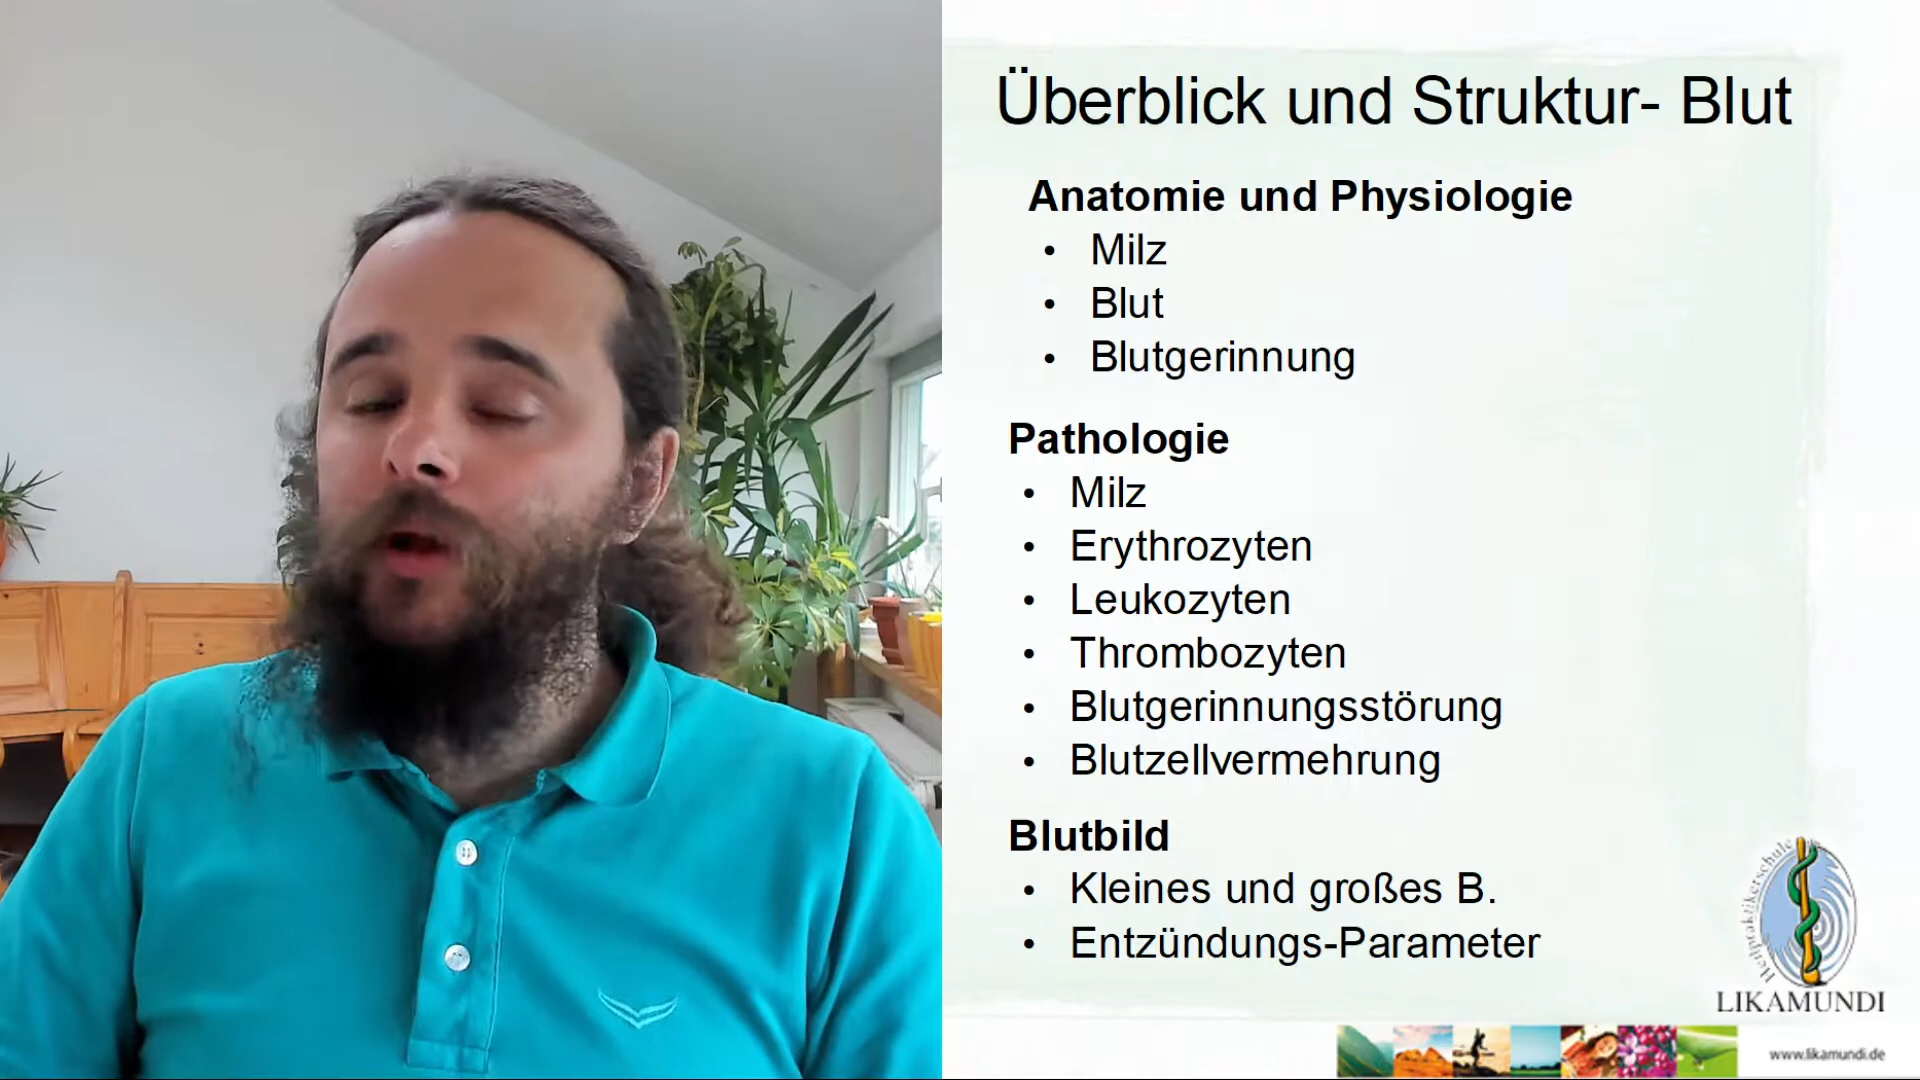 Überblick und Struktur- Blut
Anatomie und Physiologie
• Milz
• Blut
• Blutgerinnung
Pathologie
• Milz
• Erythrozyten
• Leukozyten
• Thrombozyten
• Blutgerinnungsstörung
• Blutzellvermehrung
Blutbild
• Kleines und großes B.
• Entzündungs-Parameter
Heilpraktikerschule
LIKAMUNDI
www.likamundi.de